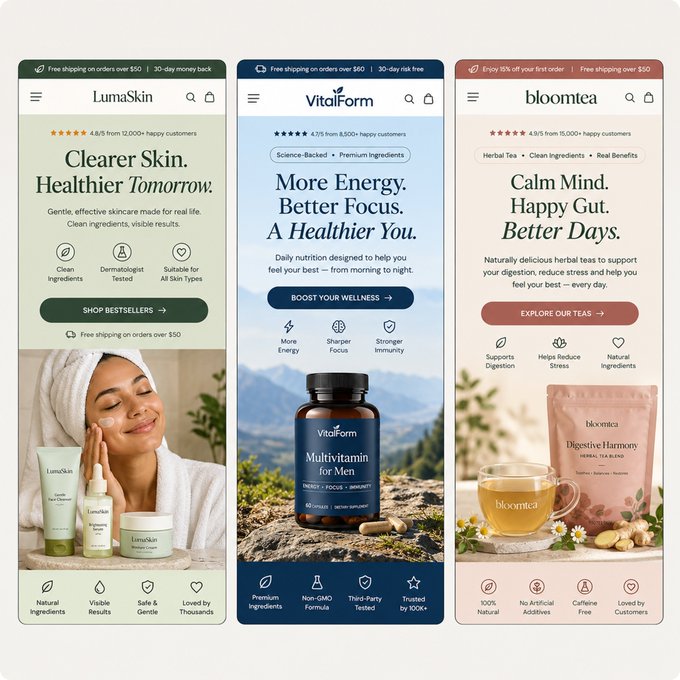 Free shipping on orders over $50 | 30-day money back
LumaSkin
4.8/5 from 12,000+ happy customers
Clearer Skin.
Healthier Tomorrow.
Gentle, effective skincare made for real life.
Clean ingredients, visible results.
Clean
Ingredients
Dermatologist
Tested
Suitable for
All Skin Types
SHOP BESTSELLERS →
Free shipping on orders over $50
LumaSkin
Gentle
Face Cleanser
LumaSkin
Brightening
Serum
LumaSkin
Moisture Cream
Natural
Ingredients
Visible
Results
Safe &
Gentle
Loved by
Thousands
Free shipping on orders over $60 | 30-day risk free
VitalForm
4.7/5 from 8,500+ happy customers
Science-Backed • Premium Ingredients
More Energy.
Better Focus.
A Healthier You.
Daily nutrition designed to help you
feel your best — from morning to night.
BOOST YOUR WELLNESS →
More
Energy
Sharper
Focus
Stronger
Immunity
VitalForm
Multivitamin
for Men
ENERGY • FOCUS • IMMUNITY
60 CAPSULES | DIETARY SUPPLEMENT
Premium
Ingredients
Non-GMO
Formula
Third-Party
Tested
Trusted
by 100K+
Enjoy 15% off your first order | Free shipping over $50
bloomtea
4.9/5 from 15,000+ happy customers
Herbal Tea • Clean Ingredients • Real Benefits
Calm Mind.
Happy Gut.
Better Days.
Naturally delicious herbal teas to support
your digestion, reduce stress and help you
feel your best — every day.
EXPLORE OUR TEAS →
Supports
Digestion
Helps Reduce
Stress
Natural
Ingredients
bloomtea
Digestive Harmony
HERBAL TEA BLEND
Soothes • Balances • Restores
bloomtea
100%
Natural
No Artificial
Additives
Caffeine
Free
Loved by
Customers